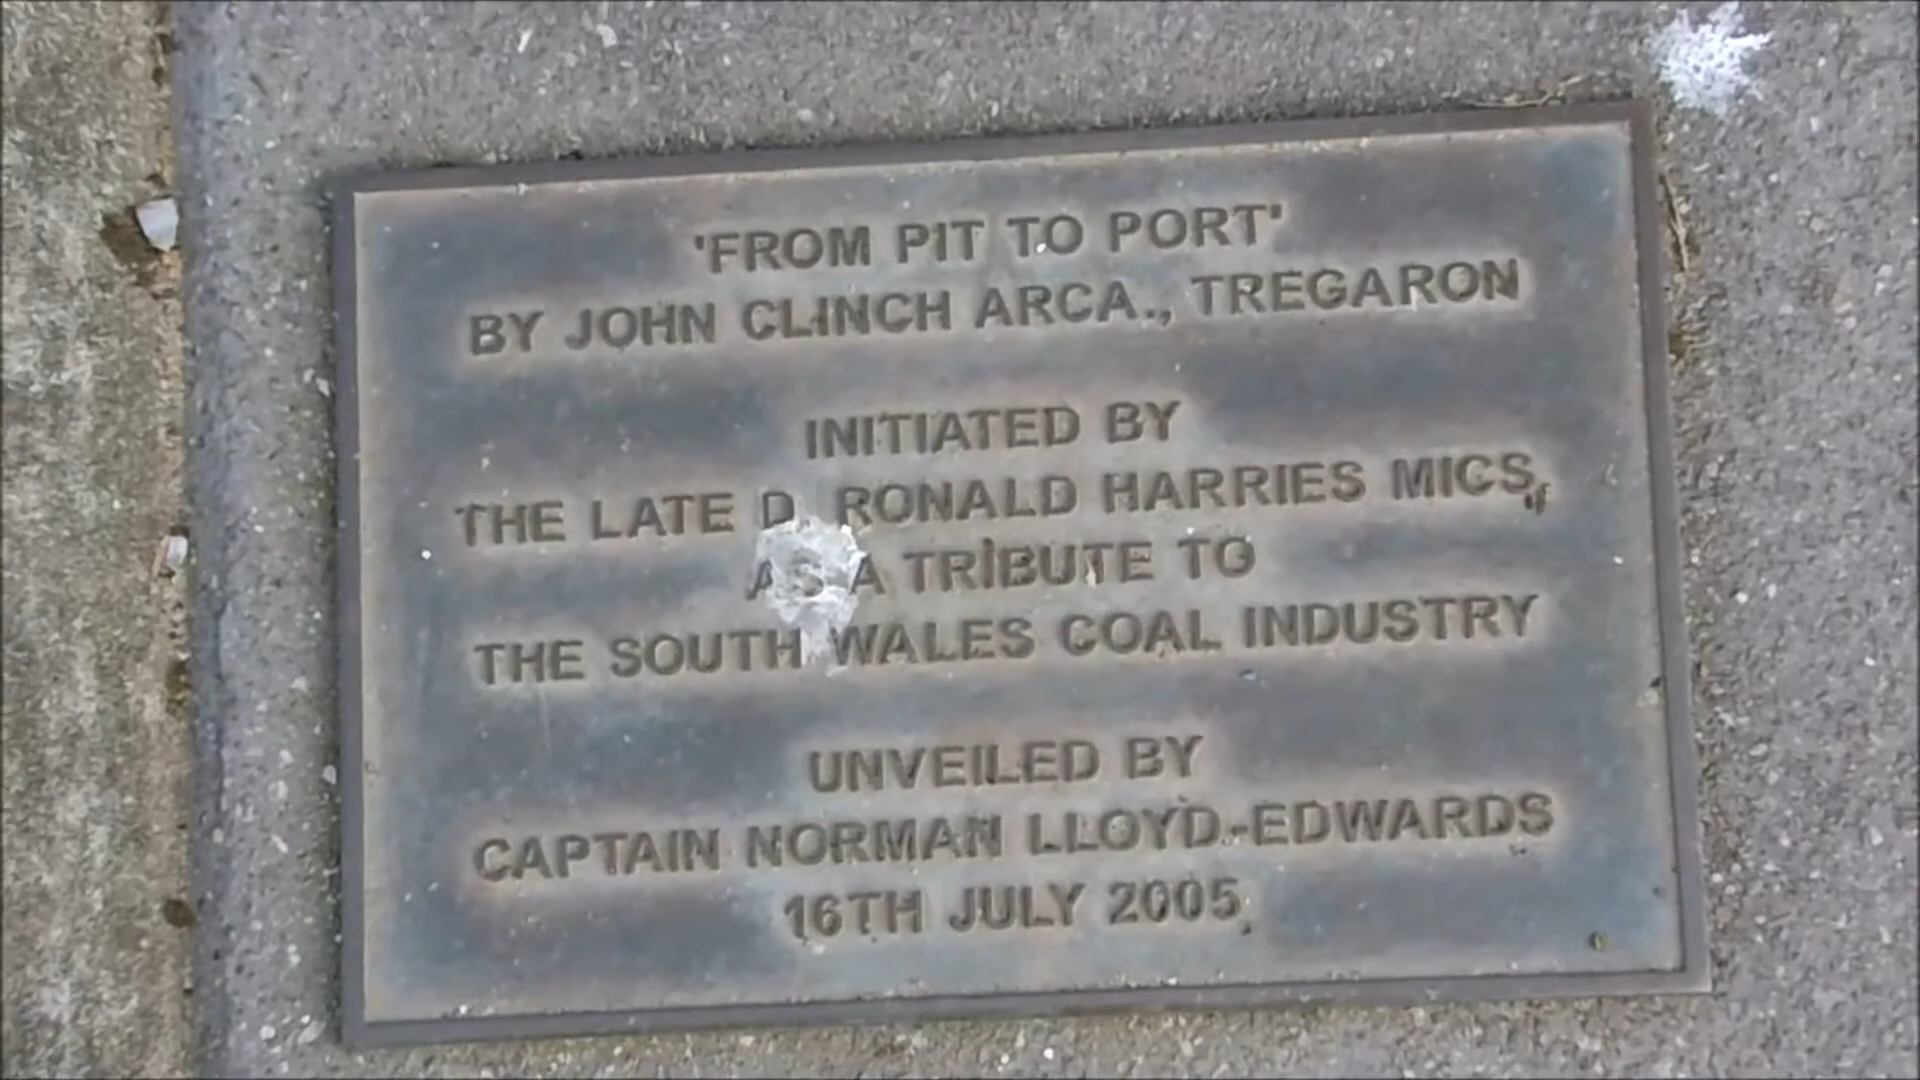 'FROM PIT TO PORT'
BY JOHN CLINCH ARCA., TREGARON
INITIATED BY
THE LATE D. RONALD HARRIES MICS,
AS A TRIBUTE TO
THE SOUTH WALES COAL INDUSTRY
UNVEILED BY
CAPTAIN NORMAN LLOYD-EDWARDS
16TH JULY 2005